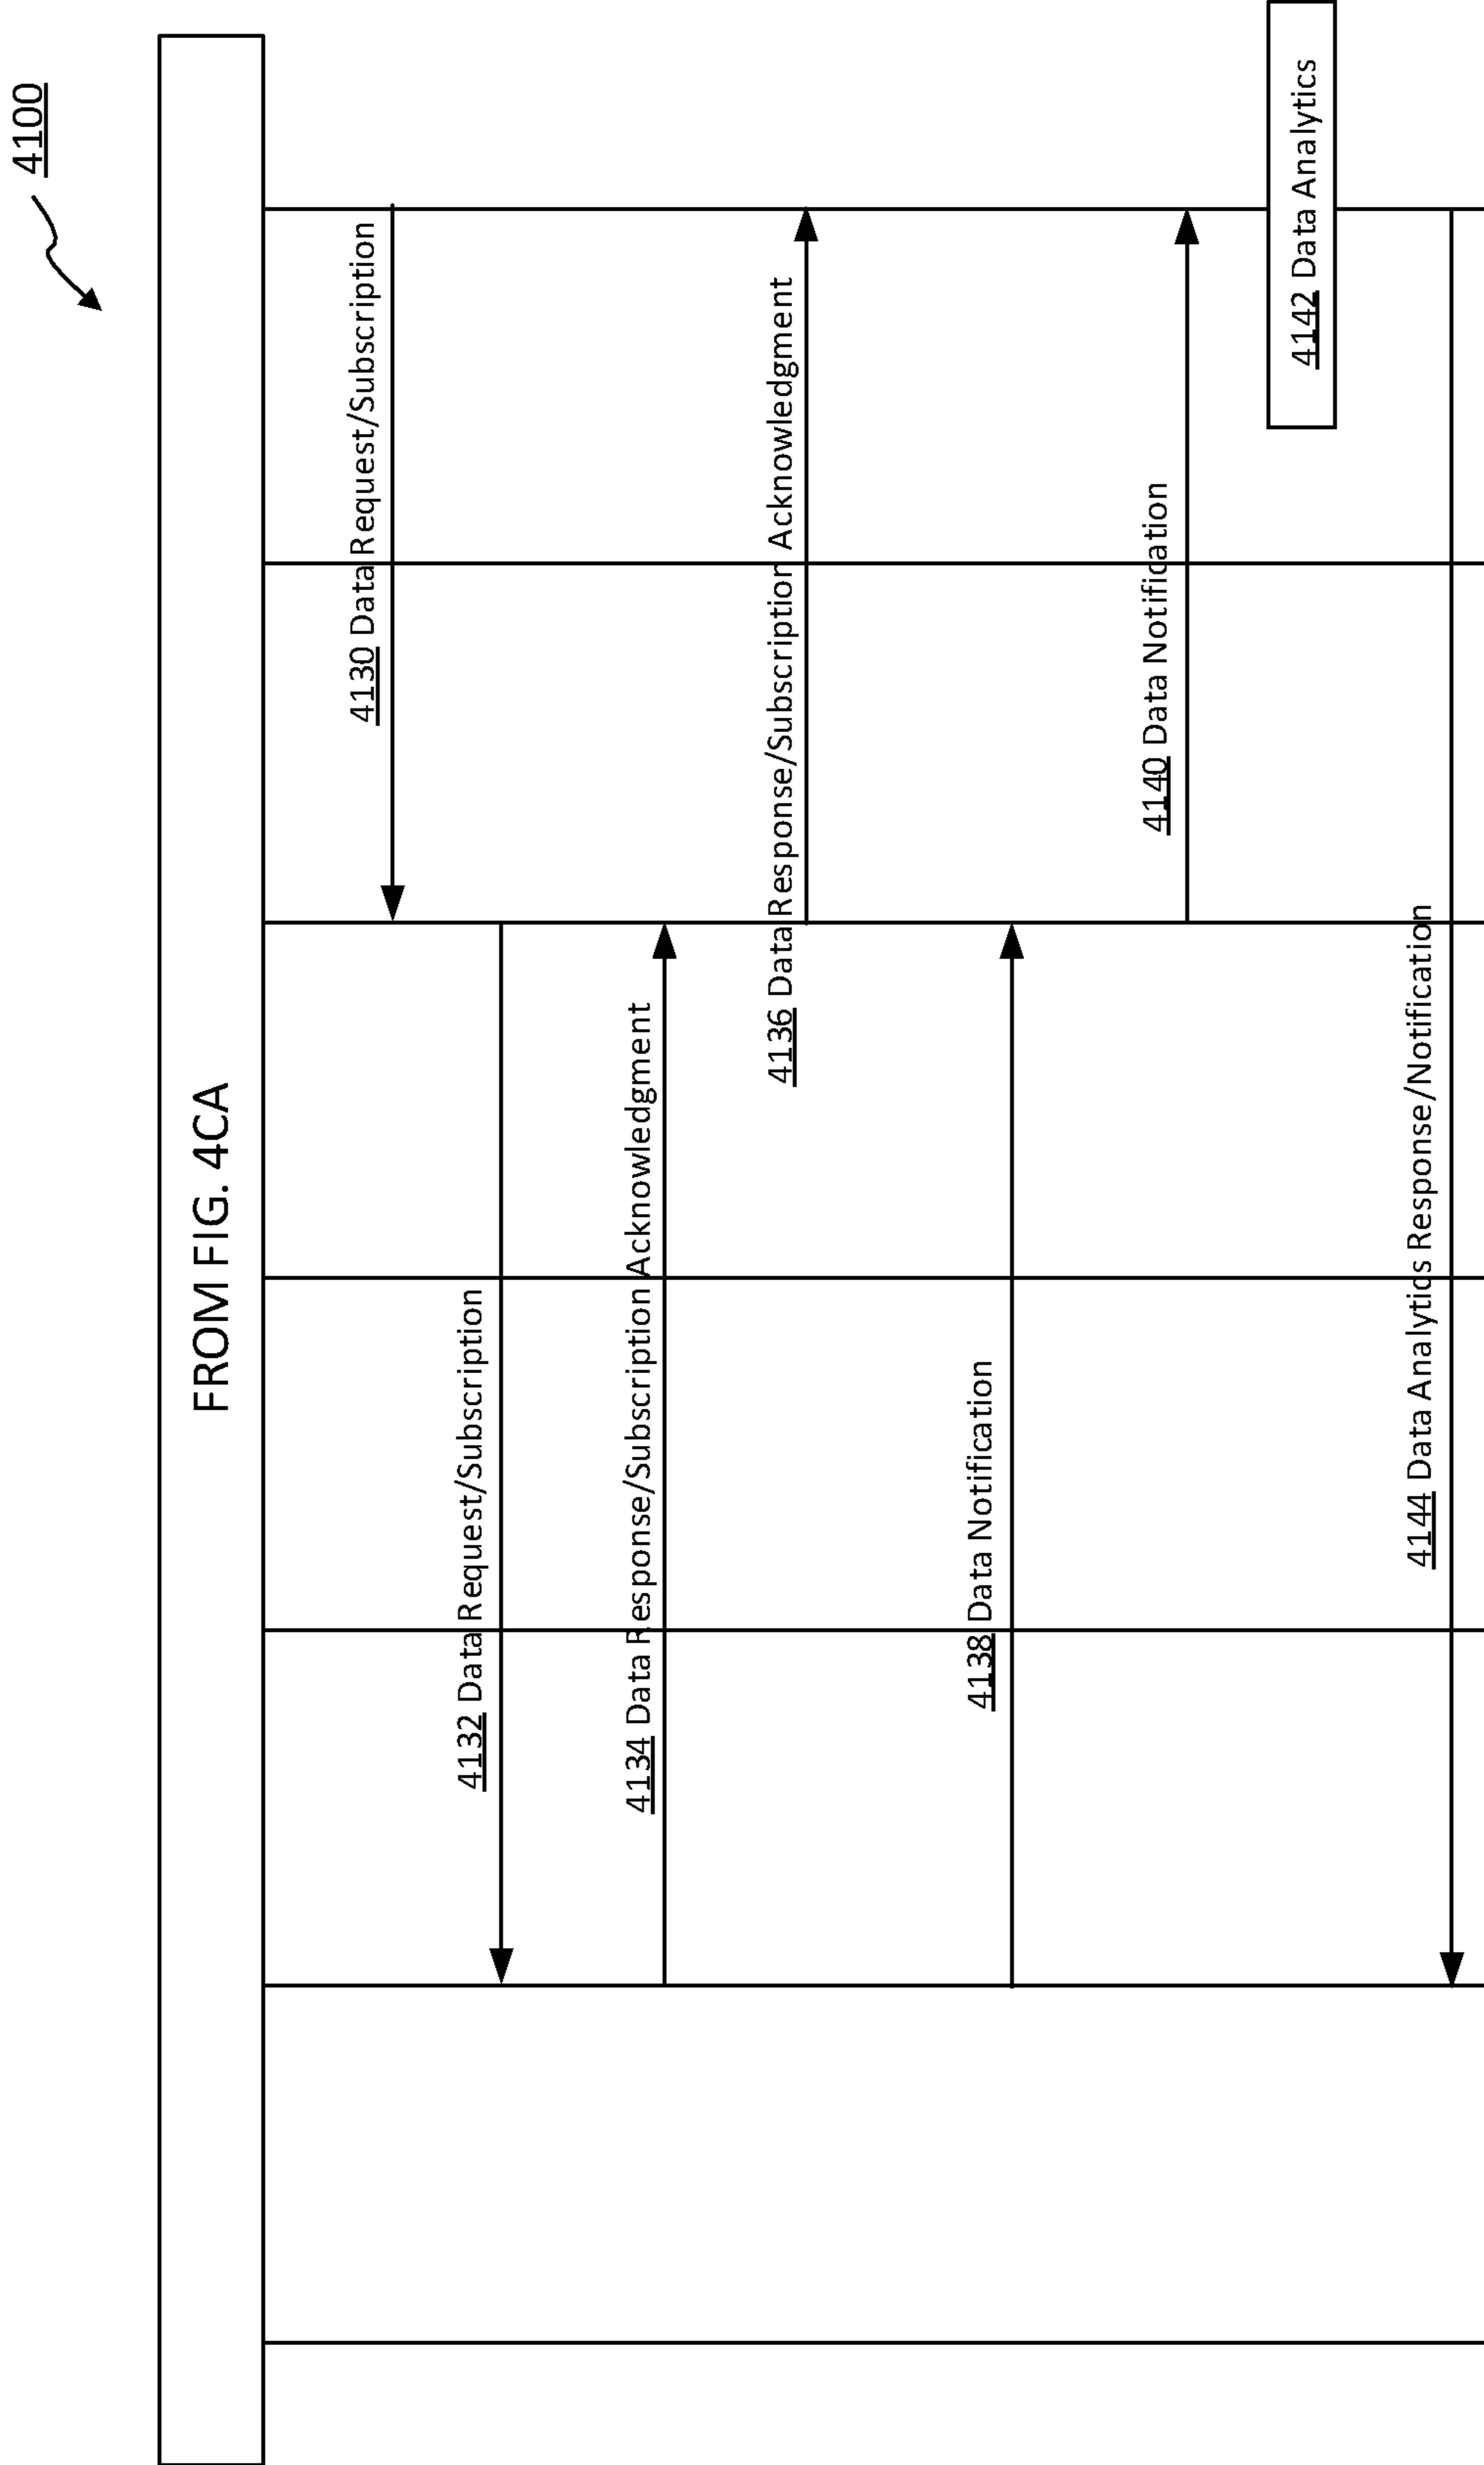 4100
FROM FIG. 4CA
4130 Data Request/Subscription
4132 Data Request/Subscription
4134 Data Response/Subscription Acknowledgment
4136 Data Response/Subscription Acknowledgment
4138 Data Notification
4140 Data Notification
4142 Data Analytics
4144 Data Analytics Response/Notification